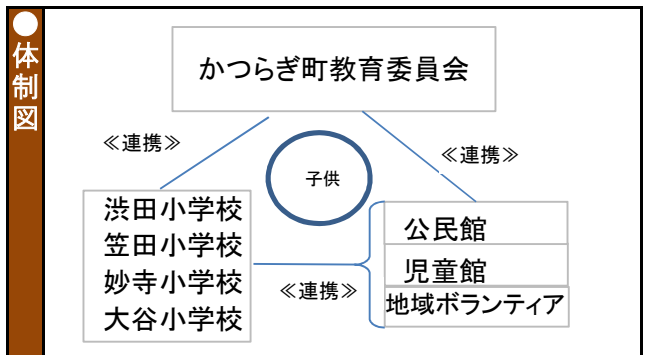 ●体制図
かつらぎ町教育委員会
≪連携≫
≪連携≫
子供
渋田小学校
笠田小学校
妙寺小学校
大谷小学校
≪連携≫
公民館
児童館
地域ボランティア